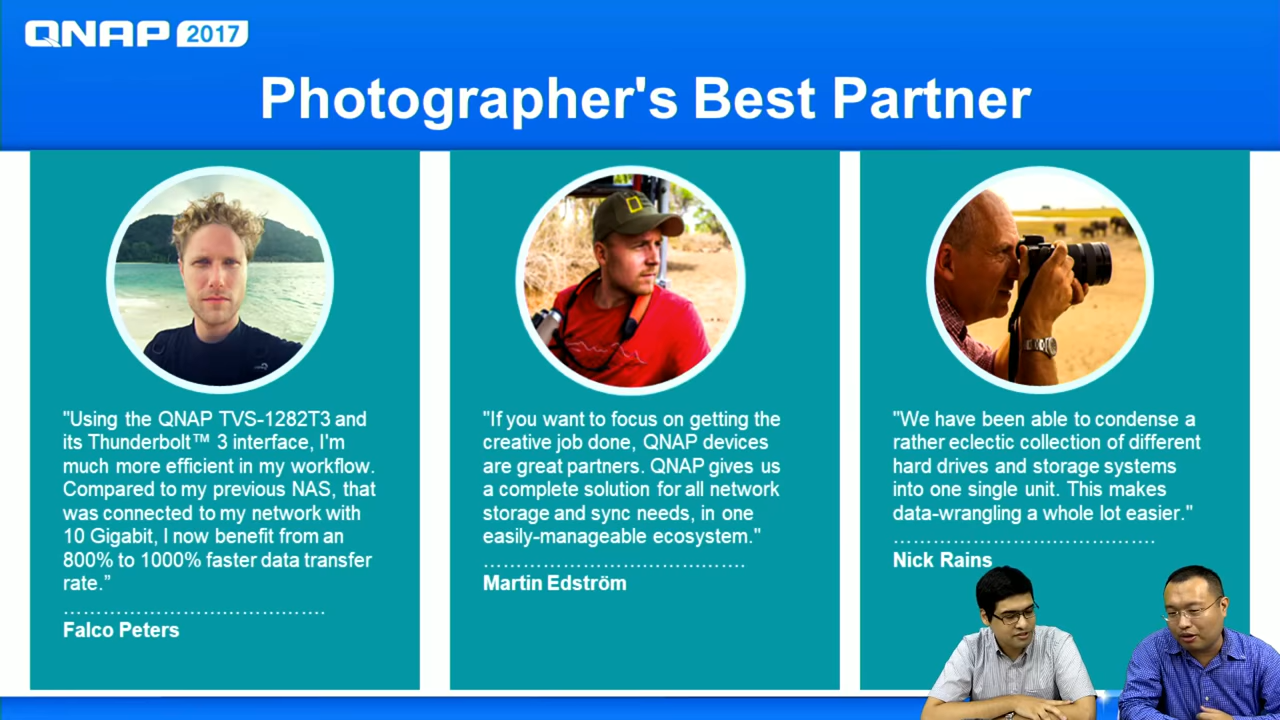 QNAP 2017
Photographer's Best Partner
"Using the QNAP TVS-1282T3 and
its Thunderbolt™ 3 interface, I'm
much more efficient in my workflow.
Compared to my previous NAS, that
was connected to my network with
10 Gigabit, I now benefit from an
800% to 1000% faster data transfer
rate.”
………………………………….
Falco Peters
"If you want to focus on getting the
creative job done, QNAP devices
are great partners. QNAP gives us
a complete solution for all network
storage and sync needs, in one
easily-manageable ecosystem."
………………………………….
Martin Edström
"We have been able to condense a
rather eclectic collection of different
hard drives and storage systems
into one single unit. This makes
data-wrangling a whole lot easier."
………………………………….
Nick Rains